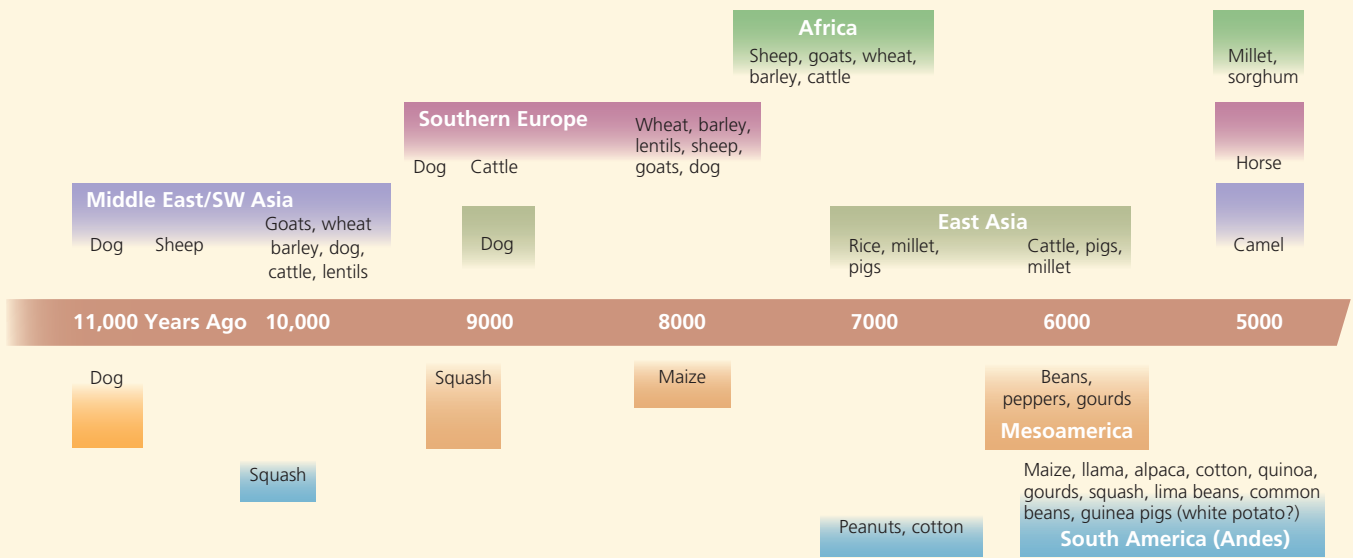 Africa
Sheep, goats, wheat,
barley, cattle
Millet,
sorghum
Southern Europe
Dog
Cattle
Wheat, barley,
lentils, sheep,
goats, dog
Horse
Middle East/SW Asia
Dog
Sheep
Goats, wheat
barley, dog,
cattle, lentils
Dog
East Asia
Rice, millet,
pigs
Cattle, pigs,
millet
Camel
11,000 Years Ago
10,000
9000
8000
7000
6000
5000
Dog
Squash
Maize
Beans,
peppers, gourds
Mesoamerica
Squash
Peanuts, cotton
Maize, llama, alpaca, cotton, quinoa,
gourds, squash, lima beans, common
beans, guinea pigs (white potato?)
South America (Andes)